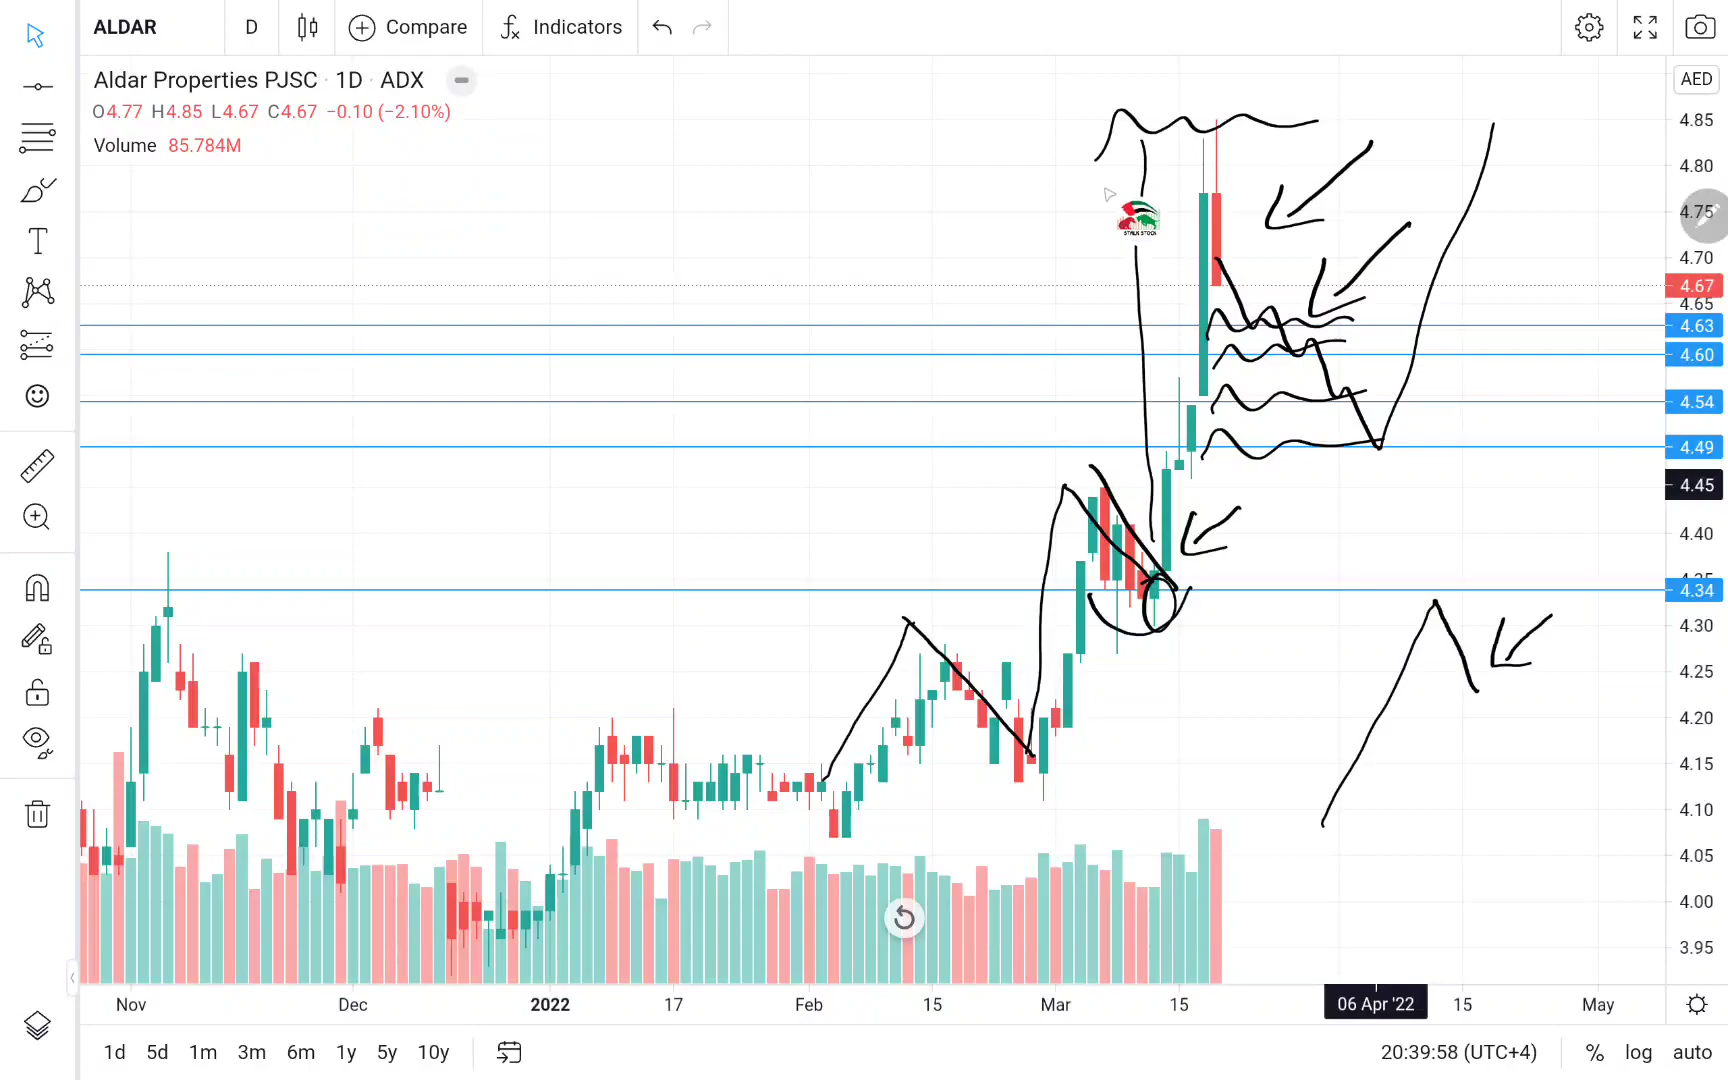 ALDAR D Compare Indicators
Aldar Properties PJSC · 1D · ADX
O4.77 H4.85 L4.67 C4.67 −0.10 (−2.10%)
Volume 85.784M
STALK STOCK
AED
4.85
4.80
4.75
4.70
4.67
4.65
4.63
4.60
4.54
4.49
4.45
4.40
4.35
4.34
4.30
4.25
4.20
4.15
4.10
4.05
4.00
3.95
Nov Dec 2022 17 Feb 15 Mar 15 06 Apr '22 15 May
1d 5d 1m 3m 6m 1y 5y 10y 20:39:58 (UTC+4) % log auto